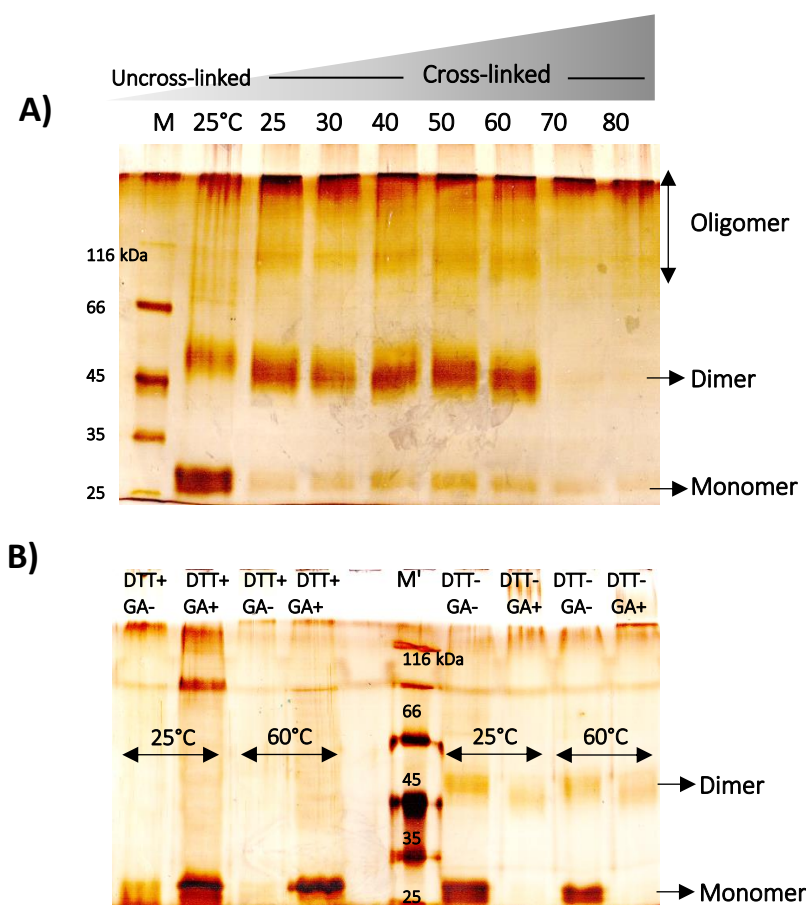 Uncross-linked Cross-linked
A)
M 25°C 25 30 40 50 60 70 80
Oligomer
116 kDa
66
45
Dimer
35
25
Monomer
B)
DTT+ DTT+ DTT+ DTT+ M' DTT- DTT- DTT- DTT-
GA- GA+ GA- GA+ GA- GA+ GA- GA+
116 kDa
66
25°C 60°C 25°C 60°C
45
Dimer
35
25
Monomer